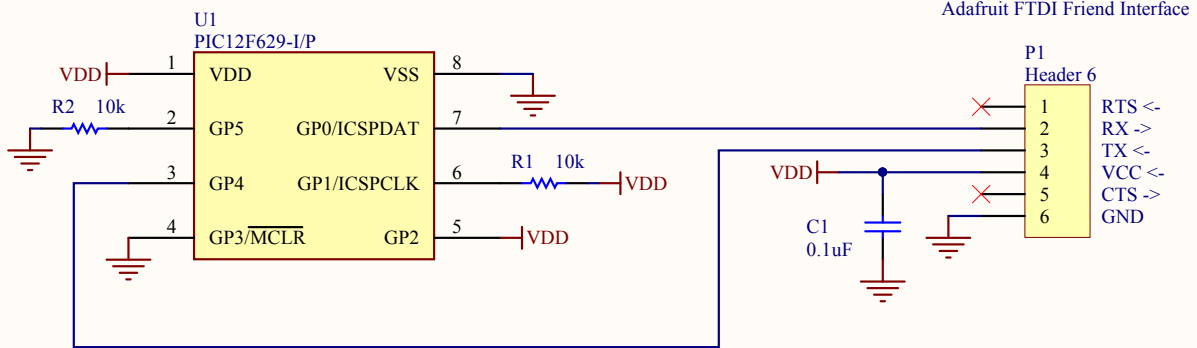 Adafruit FTDI Friend Interface
U1
PIC12F629-I/P
VDD
1
VDD
VSS
8
R2 10k
2
GP5
GP0/ICSPDAT
7
3
GP4
GP1/ICSPCLK
6
R1 10k
VDD
4
GP3/MCLR
GP2
5
VDD
P1
Header 6
1 RTS <-
2 RX ->
3 TX <-
VDD
4 VCC <-
5 CTS ->
6 GND
C1
0.1uF